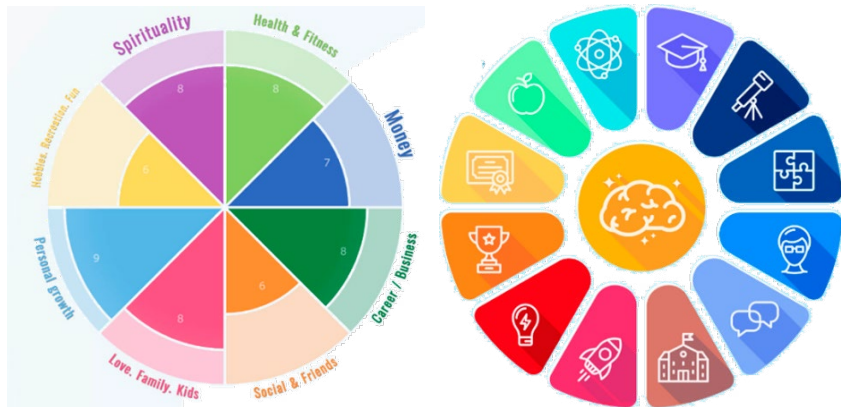 Spirituality
Health & Fitness
Money
Career / Business
Social & Friends
Love. Family. Kids
Personal growth
Hobbies. Recreation. Fun
8
8
7
8
6
8
9
6